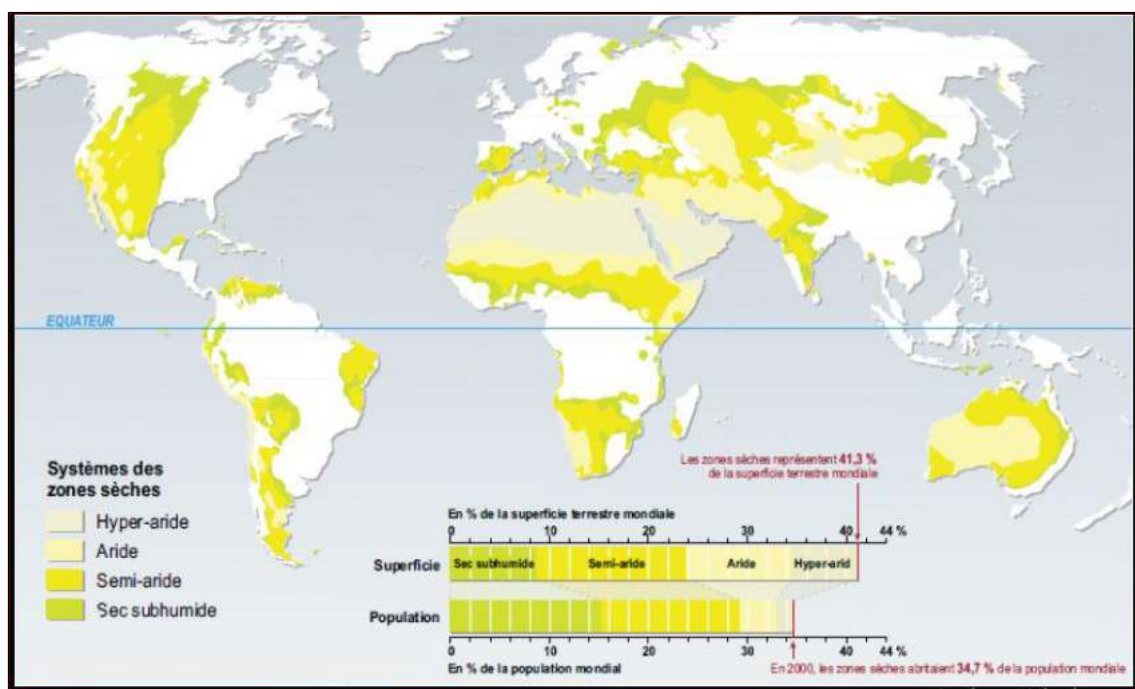 EQUATEUR
Systèmes des
zones sèches
Hyper-aride
Aride
Semi-aride
Sec subhumide
Les zones sèches représentent 41,3 %
de la superficie terrestre mondiale
En % de la superficie terrestre mondiale
0 10 20 30 40 44 %
Superficie Sec subhumide Semi-aride Aride Hyper-arid
Population
0 10 20 30 40 44 %
En % de la population mondial
En 2000, les zones sèches abritaient 34,7 % de la population mondiale